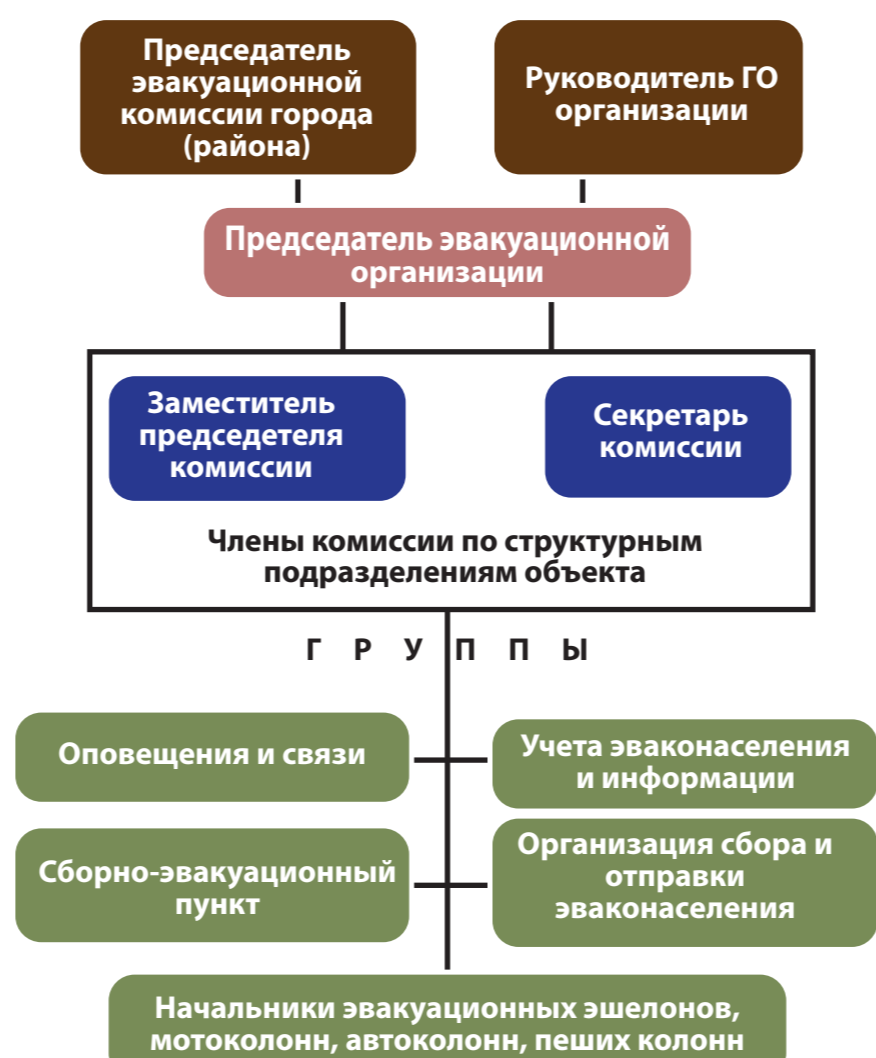 Председатель
эвакуационной
комиссии города
(района)
Руководитель ГО
организации
Председатель эвакуационной
организации
Заместитель
председетеля
комиссии
Секретарь
комиссии
Члены комиссии по структурным
подразделениям объекта
Г Р У П П Ы
Оповещения и связи
Учета эваконаселения
и информации
Сборно-эвакуационный
пункт
Организация сбора и
отправки
эваконаселения
Начальники эвакуационных эшелонов,
мотоколонн, автоколонн, пеших колонн